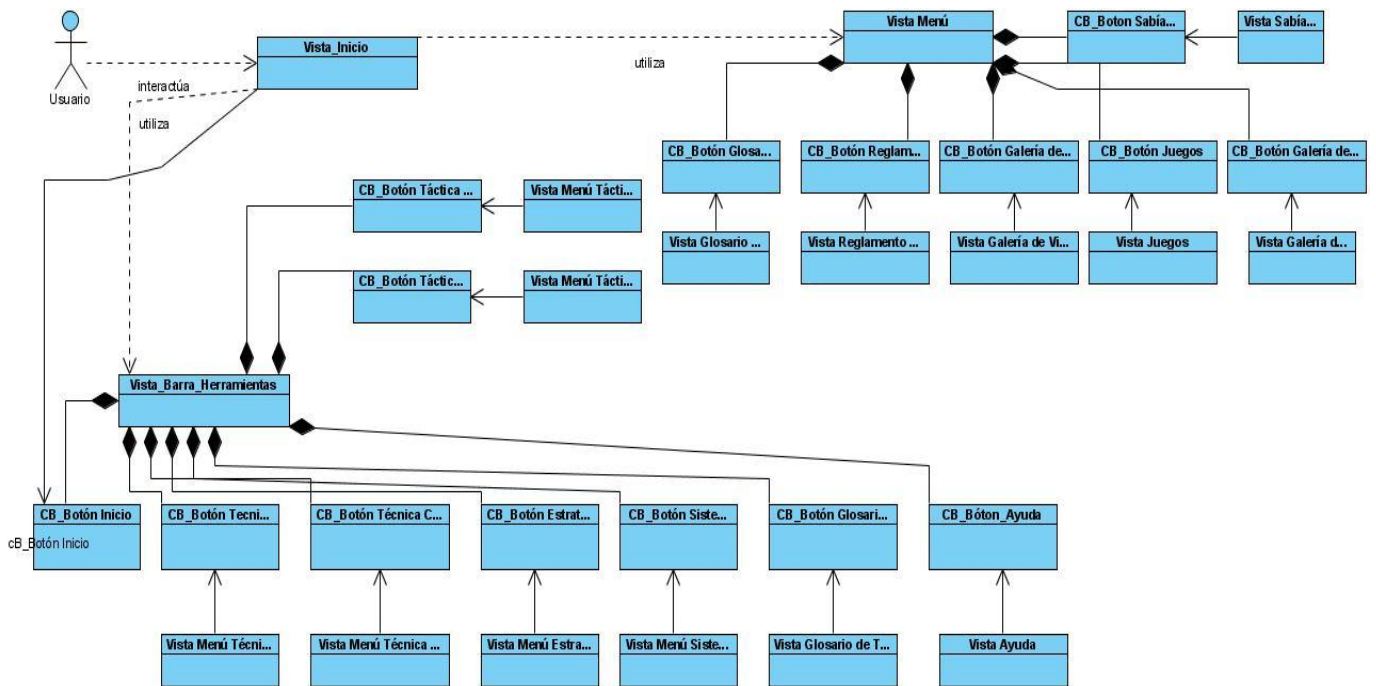 Vista Menú
CB_Boton Sabía...
Vista Sabía...
Vista_Inicio
utiliza
interactúa
Usuario
utiliza
CB_Botón Glosa...
CB_Botón Reglam...
CB_Botón Galería de...
CB_Botón Juegos
CB_Botón Galería de...
CB_Botón Táctica ...
Vista Menú Tácti...
Vista Glosario ...
Vista Reglamento ...
Vista Galería de Vi...
Vista Juegos
Vista Galería d...
CB_Botón Táctic...
Vista Menú Tácti...
Vista_Barra_Herramientas
CB_Botón Inicio
CB_Botón Tecni...
CB_Botón Técnica C...
CB_Botón Estrat...
CB_Botón Siste...
CB_Botón Glosari...
CB_Bóton_Ayuda
cB_Botón Inicio
Vista Menú Técni...
Vista Menú Técnica ...
Vista Menú Estra...
Vista Menú Siste...
Vista Glosario de T...
Vista Ayuda